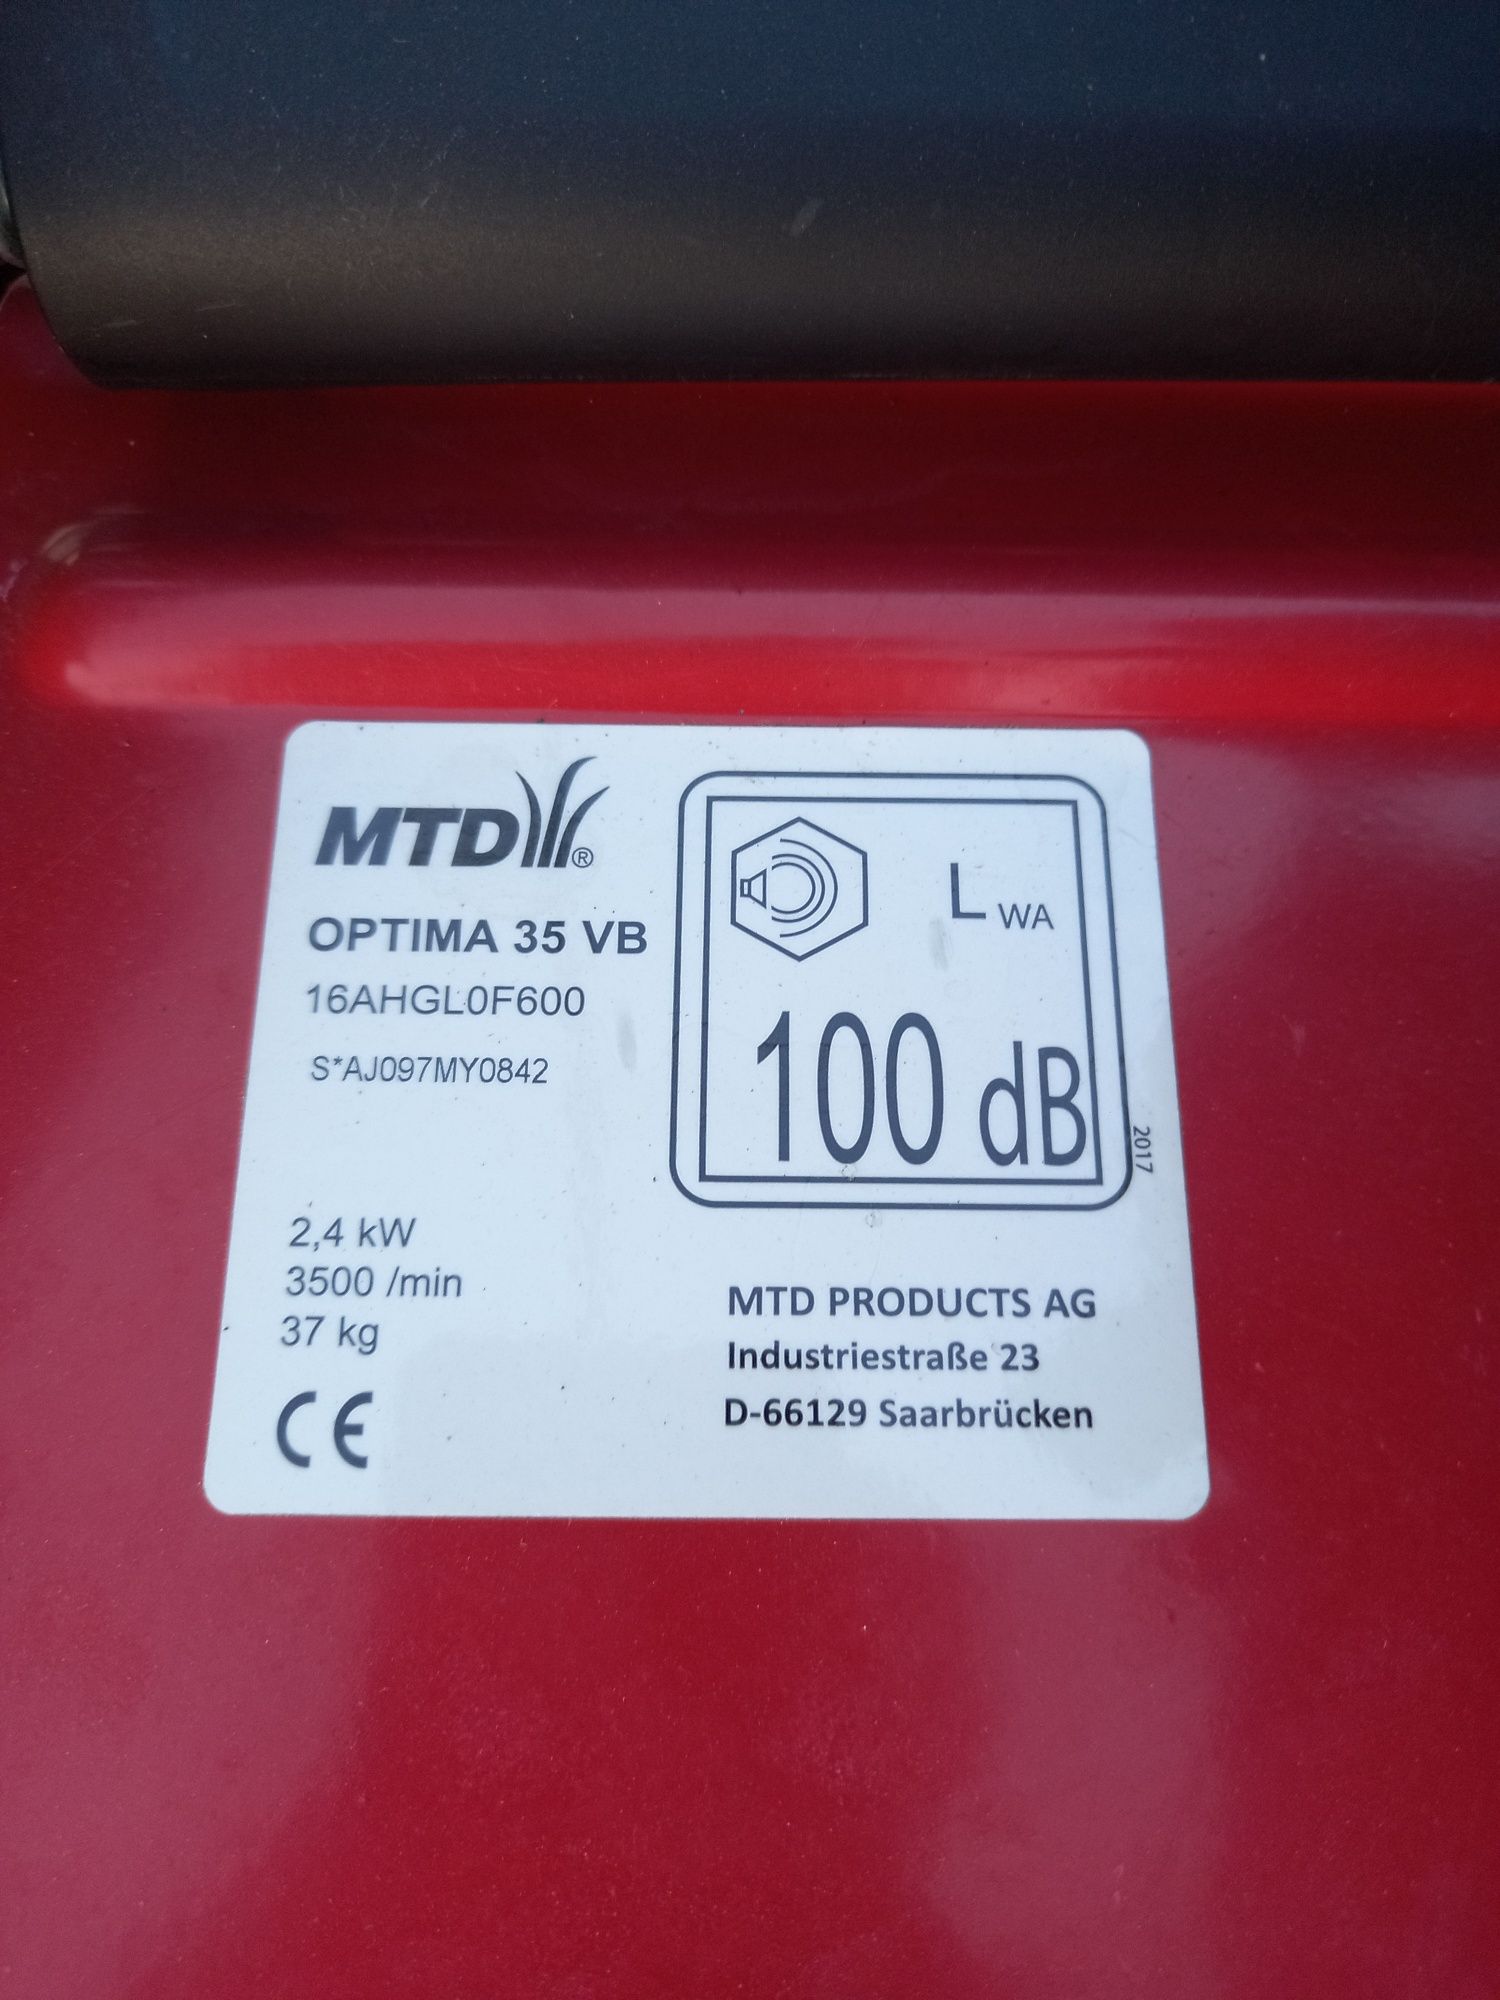 MTD®
OPTIMA 35 VB
16AHGL0F600
S*AJ097MY0842
2,4 kW
3500 /min
37 kg
CE
LWA
100 dB
2017
MTD PRODUCTS AG
Industriestraße 23
D-66129 Saarbrücken